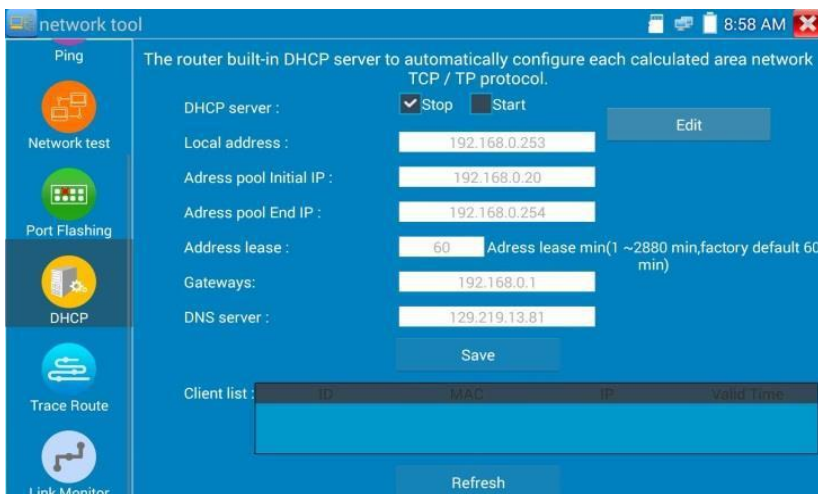 network tool
8:58 AM
Ping
Network test
Port Flashing
DHCP
Trace Route
Link Monitor
The router built-in DHCP server to automatically configure each calculated area network
TCP / TP protocol.
DHCP server :
Stop
Start
Edit
Local address :
192.168.0.253
Adress pool Initial IP :
192.168.0.20
Adress pool End IP :
192.168.0.254
Address lease :
60
Adress lease min(1 ~2880 min,factory default 60
min)
Gateways:
192.168.0.1
DNS server :
129.219.13.81
Save
Client list :
ID
MAC
IP
Valid Time
Refresh